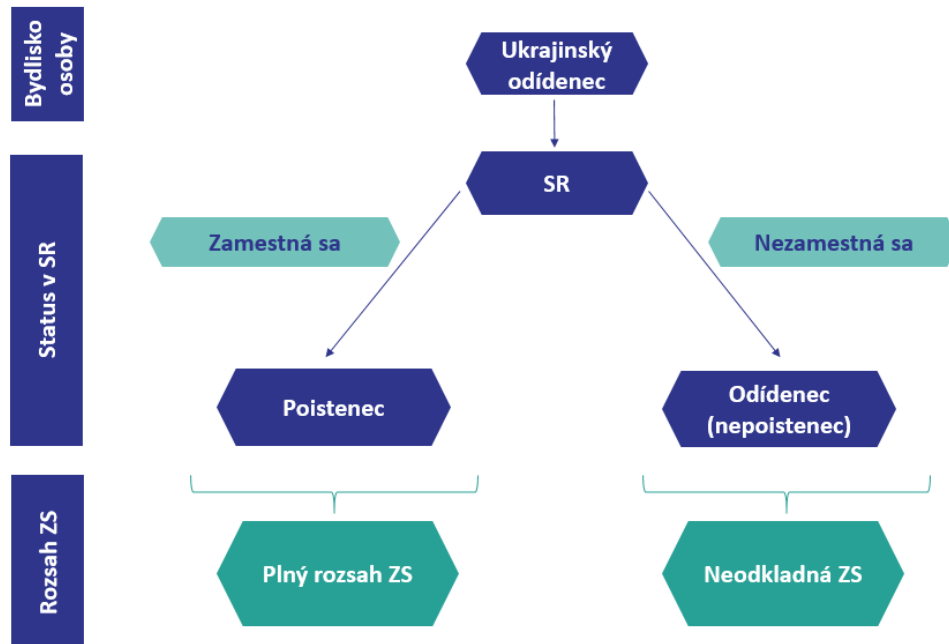 Bydlisko
osoby
Ukrajinský
odídenec
Status v SR
SR
Zamestná sa
Nezamestná sa
Poistenec
Odídenec
(nepoistenec)
Rozsah ZS
Plný rozsah ZS
Neodkladná ZS